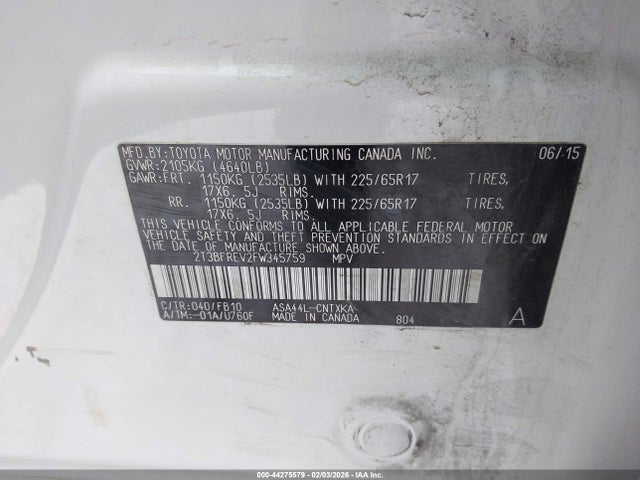 MFD.BY:TOYOTA MOTOR MANUFACTURING CANADA INC. 06/15
GVWR:2105KG (4640LB)
GAWR:FRT. 1150KG (2535LB) WITH 225/65R17 TIRES,
17X6. 5J RIMS.
RR. 1150KG (2535LB) WITH 225/65R17 TIRES,
17X6. 5J RIMS.
THIS VEHICLE CONFORMS TO ALL APPLICABLE FEDERAL MOTOR
VEHICLE SAFETY AND THEFT PREVENTION STANDARDS IN EFFECT
ON THE DATE OF MANUFACTURE SHOWN ABOVE.
2T3BFREV2FW345759 MPV
C/TR:040/FB10 ASA44L-CNTXKA
A/TM:-01A/U760F MADE IN CANADA 804 A
000-44275579 - 02/03/2026 - IAAI.com